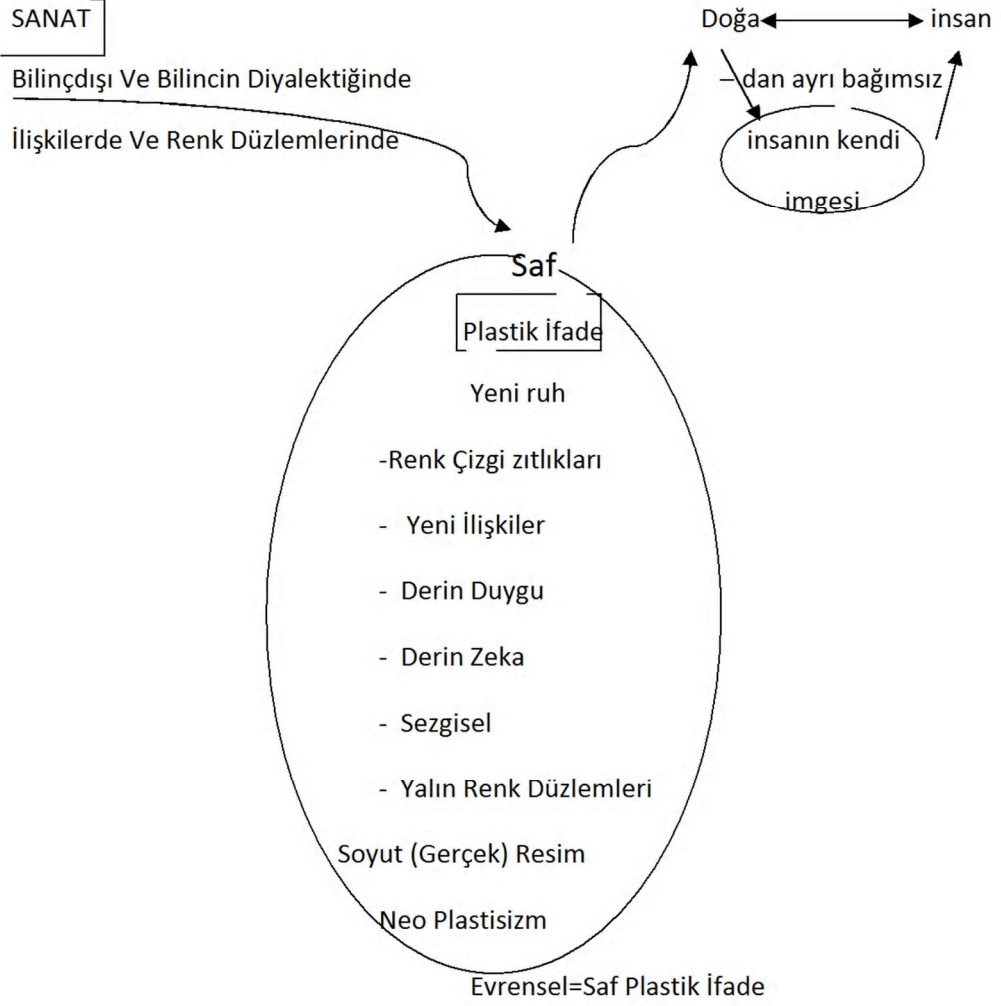 SANAT
Doğa insan
Bilinçdışı Ve Bilincin Diyalektiğinde
– dan ayrı bağımsız
İlişkilerde Ve Renk Düzlemlerinde
insanın kendi
imgesi
Saf
Plastik İfade
Yeni ruh
-Renk Çizgi zıtlıkları
- Yeni İlişkiler
- Derin Duygu
- Derin Zeka
- Sezgisel
- Yalın Renk Düzlemleri
Soyut (Gerçek) Resim
Neo Plastisizm
Evrensel=Saf Plastik İfade